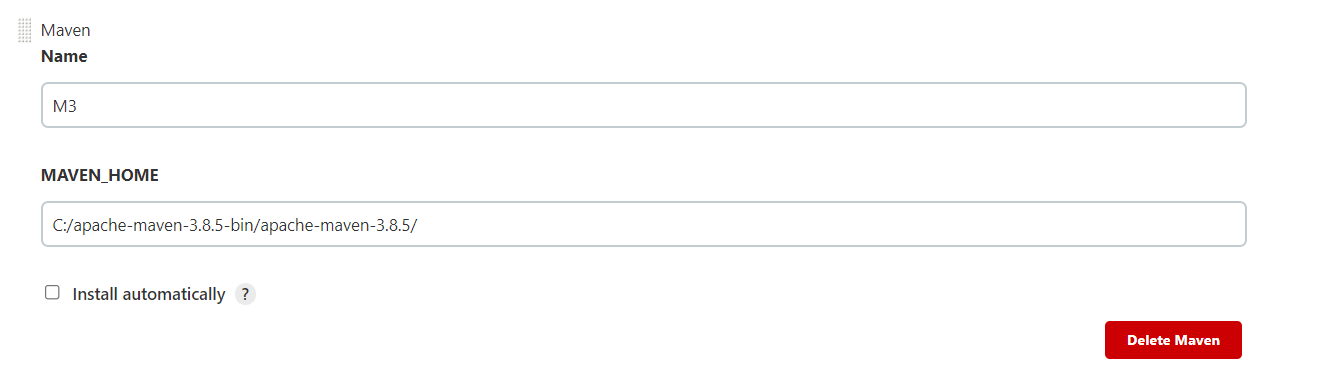 Maven
Name
M3
MAVEN_HOME
C:/apache-maven-3.8.5-bin/apache-maven-3.8.5/
Install automatically ?
Delete Maven